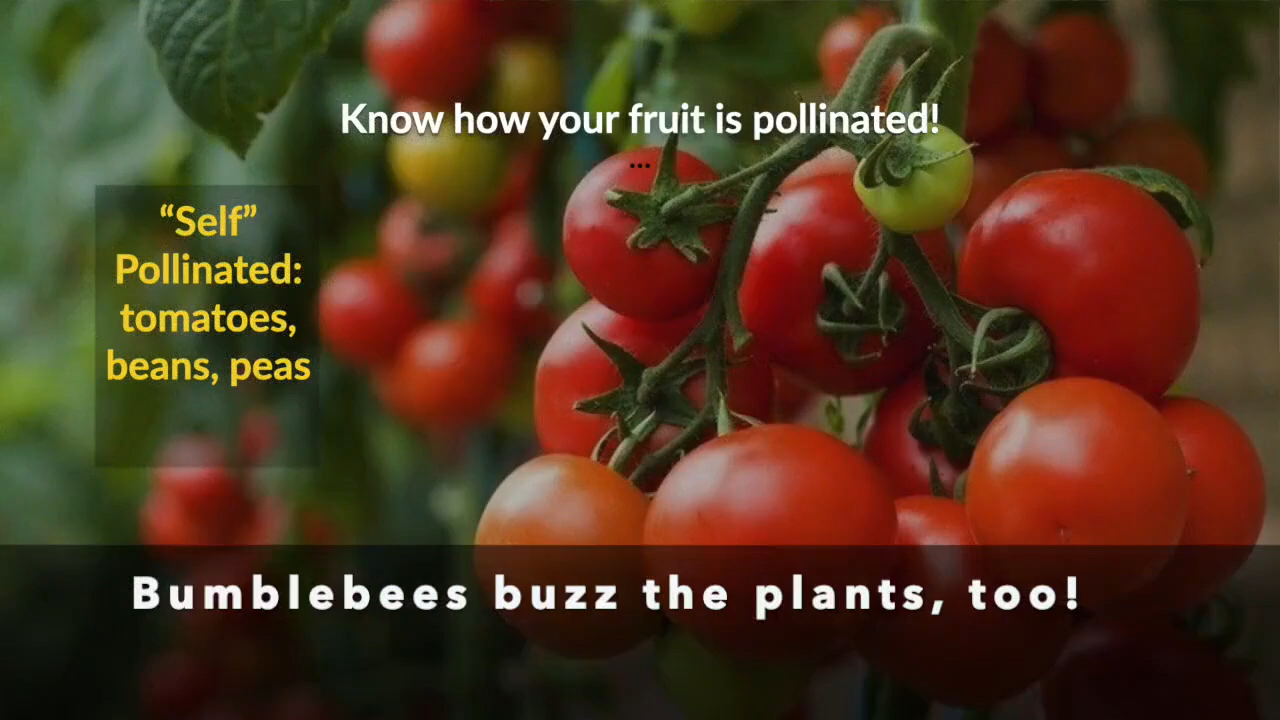 Know how your fruit is pollinated!
...
“Self”
Pollinated:
tomatoes,
beans, peas
Bumblebees buzz the plants, too!